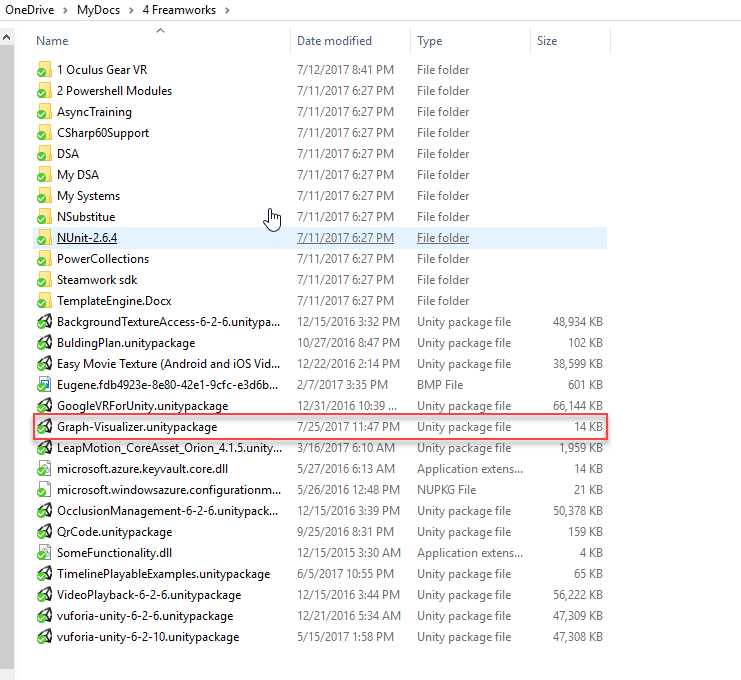 OneDrive > MyDocs > 4 Freamworks >
Name Date modified Type Size
1 Oculus Gear VR 7/12/2017 8:41 PM File folder
2 Powershell Modules 7/11/2017 6:27 PM File folder
AsyncTraining 7/11/2017 6:27 PM File folder
CSharp60Support 7/11/2017 6:27 PM File folder
DSA 7/11/2017 6:27 PM File folder
My DSA 7/11/2017 6:27 PM File folder
My Systems 7/11/2017 6:27 PM File folder
NSubstitue 7/11/2017 6:27 PM File folder
NUnit-2.6.4 7/11/2017 6:27 PM File folder
PowerCollections 7/11/2017 6:27 PM File folder
Steamwork sdk 7/11/2017 6:27 PM File folder
TemplateEngine.Docx 7/11/2017 6:27 PM File folder
BackgroundTextureAccess-6-2-6.unitypa... 12/15/2016 3:32 PM Unity package file 48,934 KB
BuldingPlan.unitypackage 10/27/2016 8:47 PM Unity package file 102 KB
Easy Movie Texture (Android and iOS Vid... 12/22/2016 2:14 PM Unity package file 38,599 KB
Eugene.fdb4923e-8e80-42e1-9cfc-e3d6b... 2/7/2017 3:35 PM BMP File 601 KB
GoogleVRForUnity.unitypackage 12/31/2016 10:39 ... Unity package file 66,144 KB
Graph-Visualizer.unitypackage 7/25/2017 11:47 PM Unity package file 14 KB
LeapMotion_CoreAsset_Orion_4.1.5.unity... 3/16/2017 6:10 AM Unity package file 1,959 KB
microsoft.azure.keyvault.core.dll 5/27/2016 6:13 AM Application extens... 29 KB
microsoft.windowsazure.configurationm... 5/26/2016 12:48 PM NUPKG File 21 KB
OcclusionManagement-6-2-6.unitypack... 12/15/2016 3:39 PM Unity package file 50,378 KB
QrCode.unitypackage 9/25/2016 8:31 PM Unity package file 159 KB
SomeFunctionality.dll 12/15/2015 3:30 AM Application extens... 4 KB
TimelinePlayableExamples.unitypackage 6/5/2017 10:55 PM Unity package file 65 KB
VideoPlayback-6-2-6.unitypackage 12/15/2016 3:44 PM Unity package file 56,222 KB
vuforia-unity-6-2-6.unitypackage 12/21/2016 5:34 AM Unity package file 47,309 KB
vuforia-unity-6-2-10.unitypackage 5/15/2017 1:58 PM Unity package file 47,308 KB